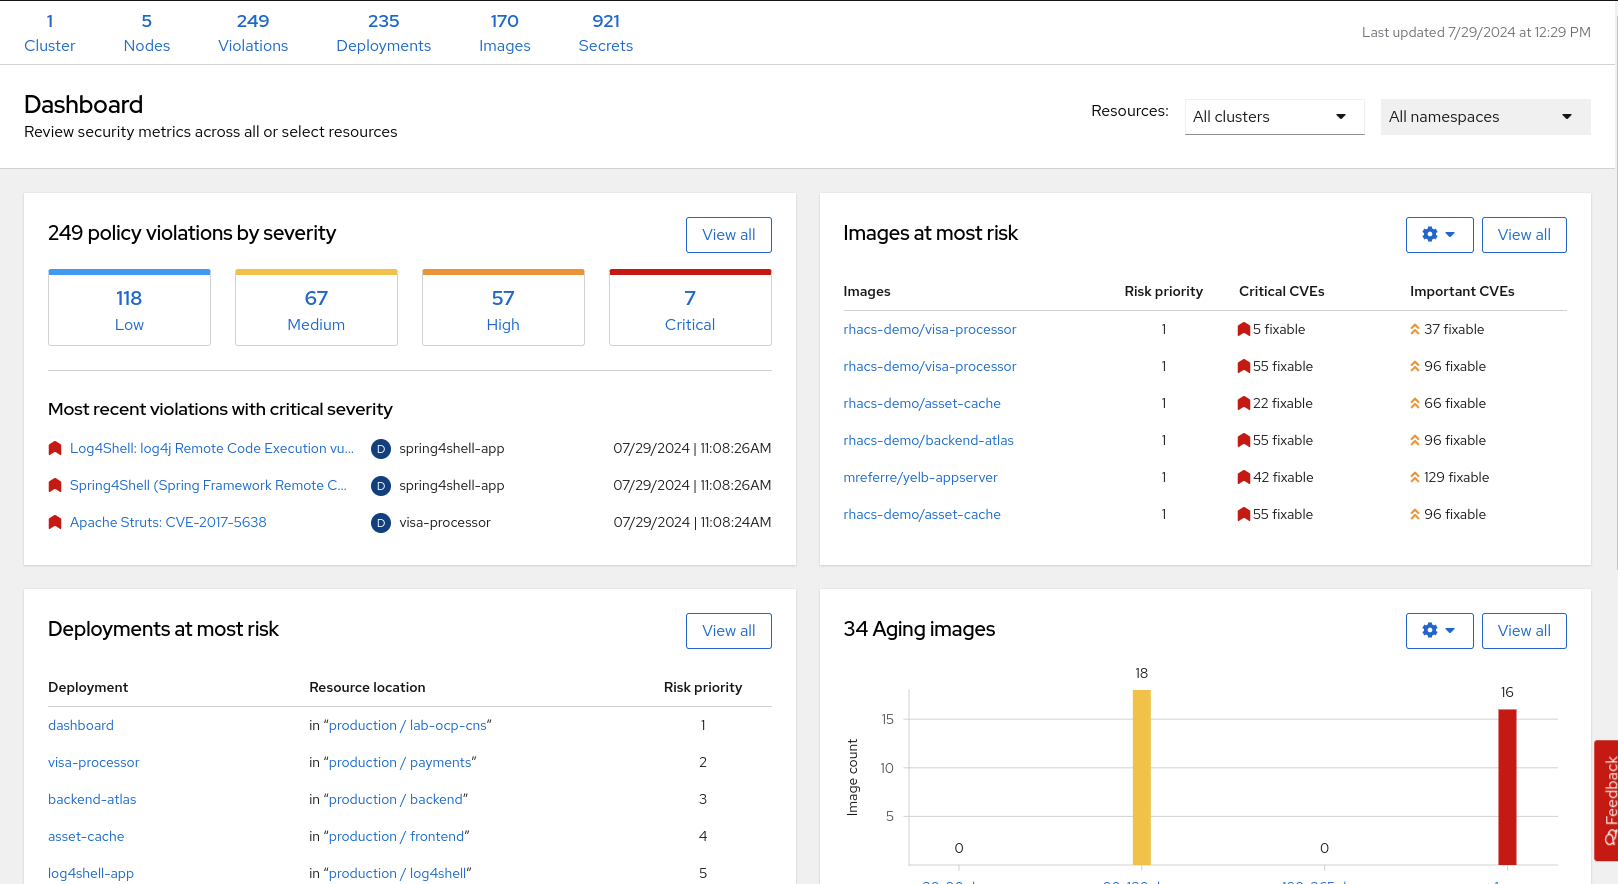 1 5 249 235 170 921
Cluster Nodes Violations Deployments Images Secrets
Last updated 7/29/2024 at 12:29 PM
Dashboard
Review security metrics across all or select resources
Resources: All clusters All namespaces
249 policy violations by severity View all
118 67 57 7
Low Medium High Critical
Most recent violations with critical severity
Log4Shell: log4j Remote Code Execution vu... D spring4shell-app 07/29/2024 | 11:08:26AM
Spring4Shell (Spring Framework Remote C... D spring4shell-app 07/29/2024 | 11:08:26AM
Apache Struts: CVE-2017-5638 D visa-processor 07/29/2024 | 11:08:24AM
Images at most risk View all
Images Risk priority Critical CVEs Important CVEs
rhacs-demo/visa-processor 1 5 fixable 37 fixable
rhacs-demo/visa-processor 1 55 fixable 96 fixable
rhacs-demo/asset-cache 1 22 fixable 66 fixable
rhacs-demo/backend-atlas 1 55 fixable 96 fixable
mreferre/yelb-appserver 1 42 fixable 129 fixable
rhacs-demo/asset-cache 1 55 fixable 96 fixable
Deployments at most risk View all
Deployment Resource location Risk priority
dashboard in “production / lab-ocp-cns” 1
visa-processor in “production / payments” 2
backend-atlas in “production / backend” 3
asset-cache in “production / frontend” 4
log4shell-app in “production / log4shell” 5
34 Aging images View all
18
16
15
10
5
0 0
Image count
Feedback